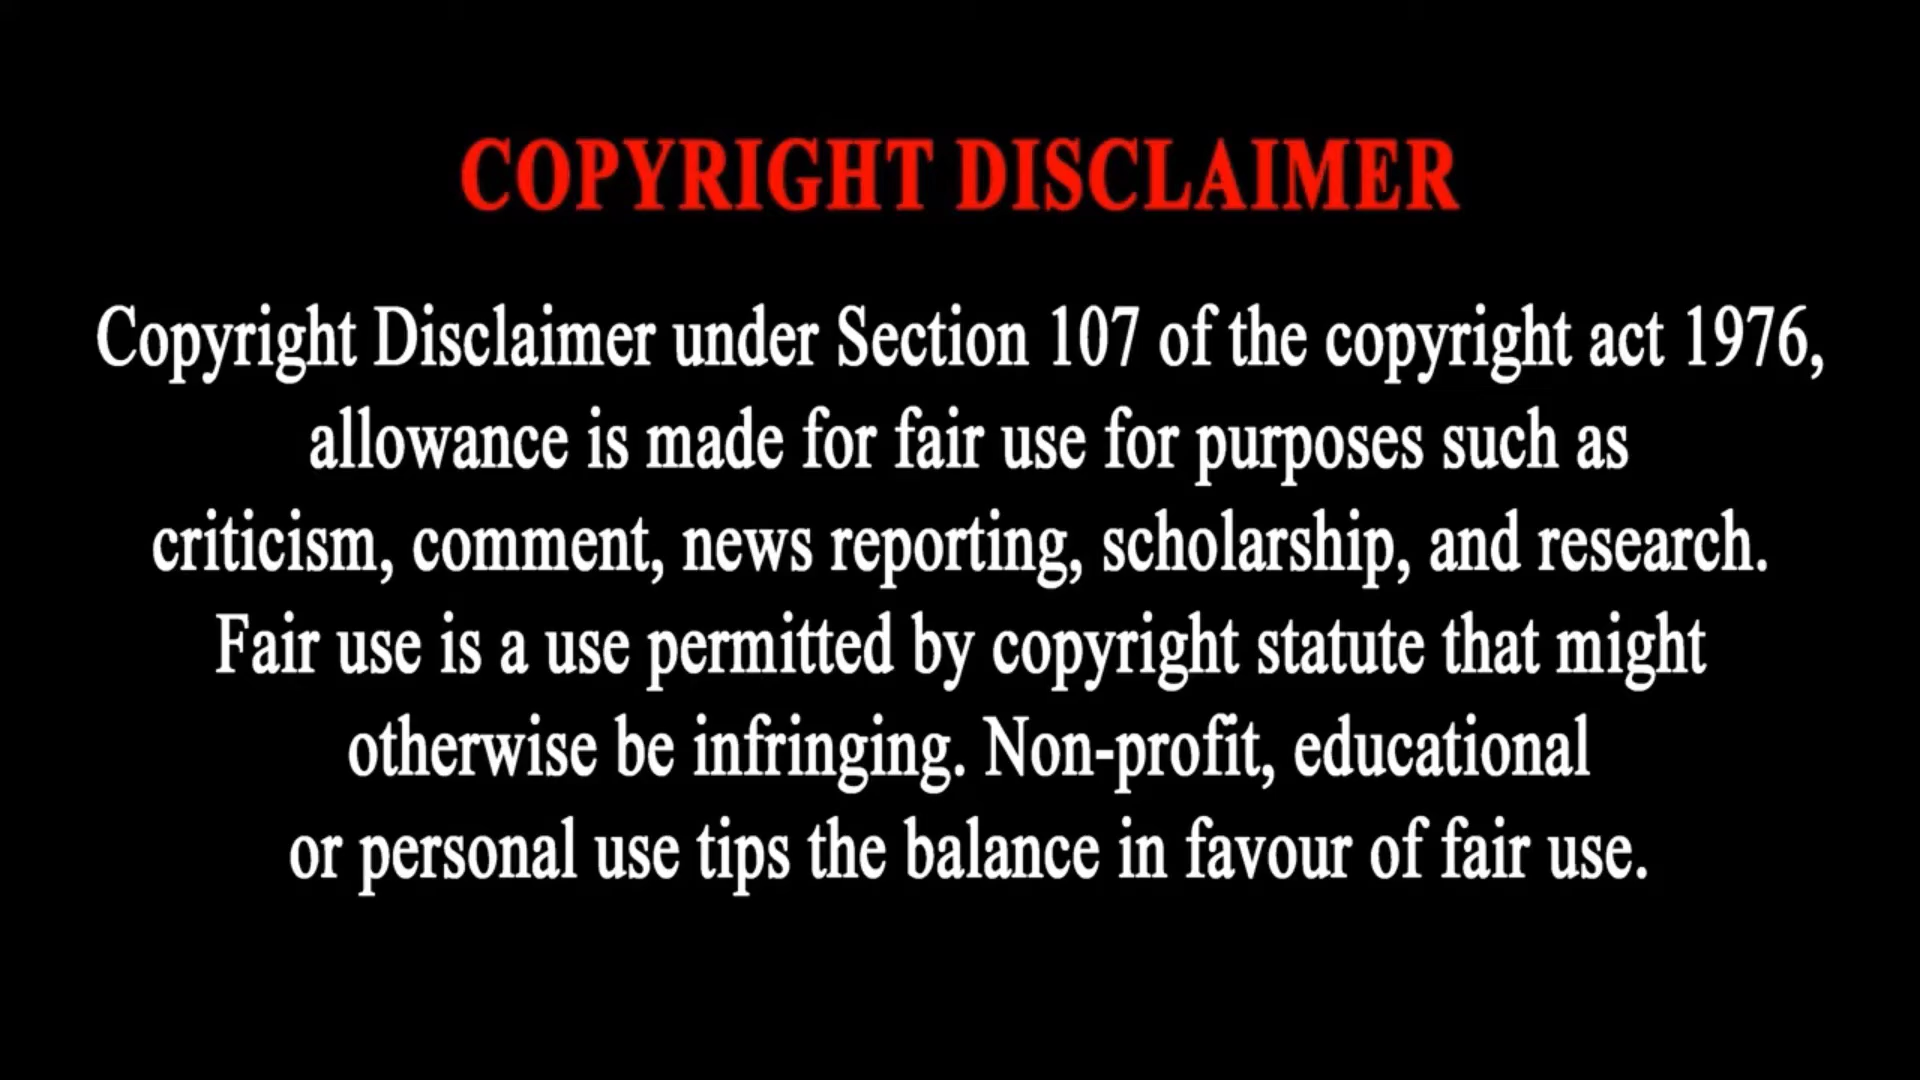 COPYRIGHT DISCLAIMER
Copyright Disclaimer under Section 107 of the copyright act 1976,
allowance is made for fair use for purposes such as
criticism, comment, news reporting, scholarship, and research.
Fair use is a use permitted by copyright statute that might
otherwise be infringing. Non-profit, educational
or personal use tips the balance in favour of fair use.